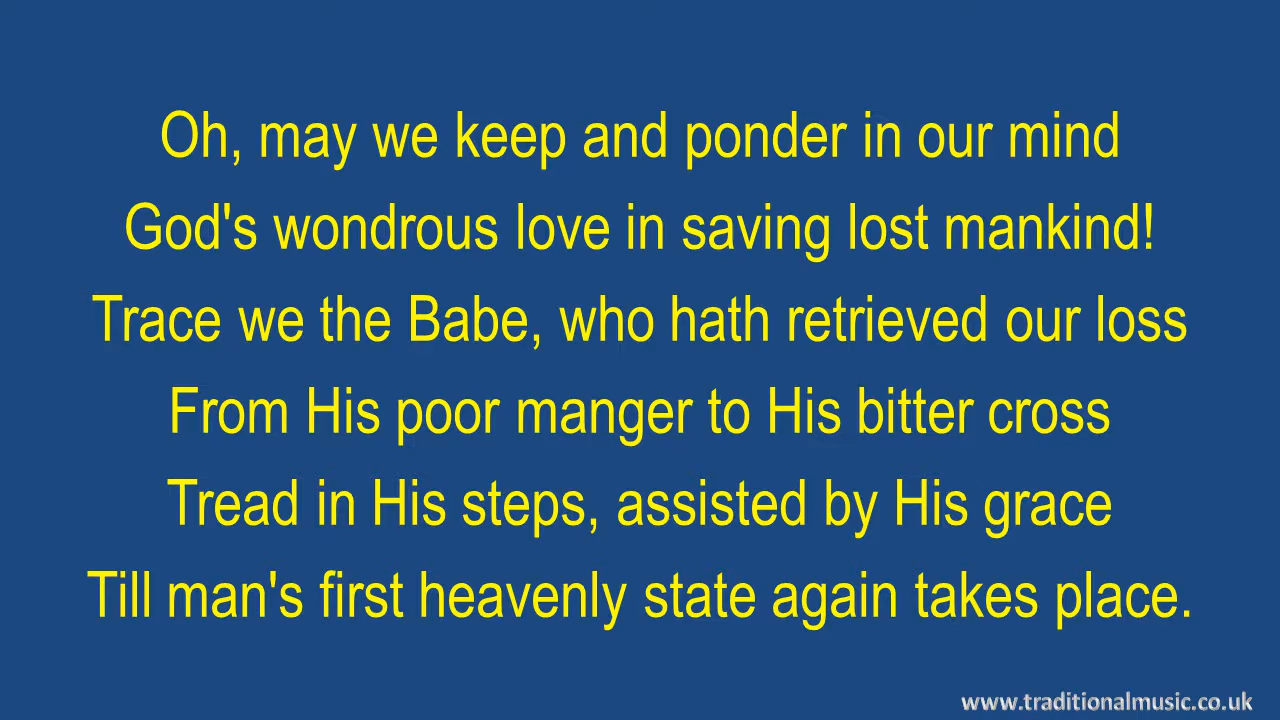 Oh, may we keep and ponder in our mind
God's wondrous love in saving lost mankind!
Trace we the Babe, who hath retrieved our loss
From His poor manger to His bitter cross
Tread in His steps, assisted by His grace
Till man's first heavenly state again takes place.
www.traditionalmusic.co.uk